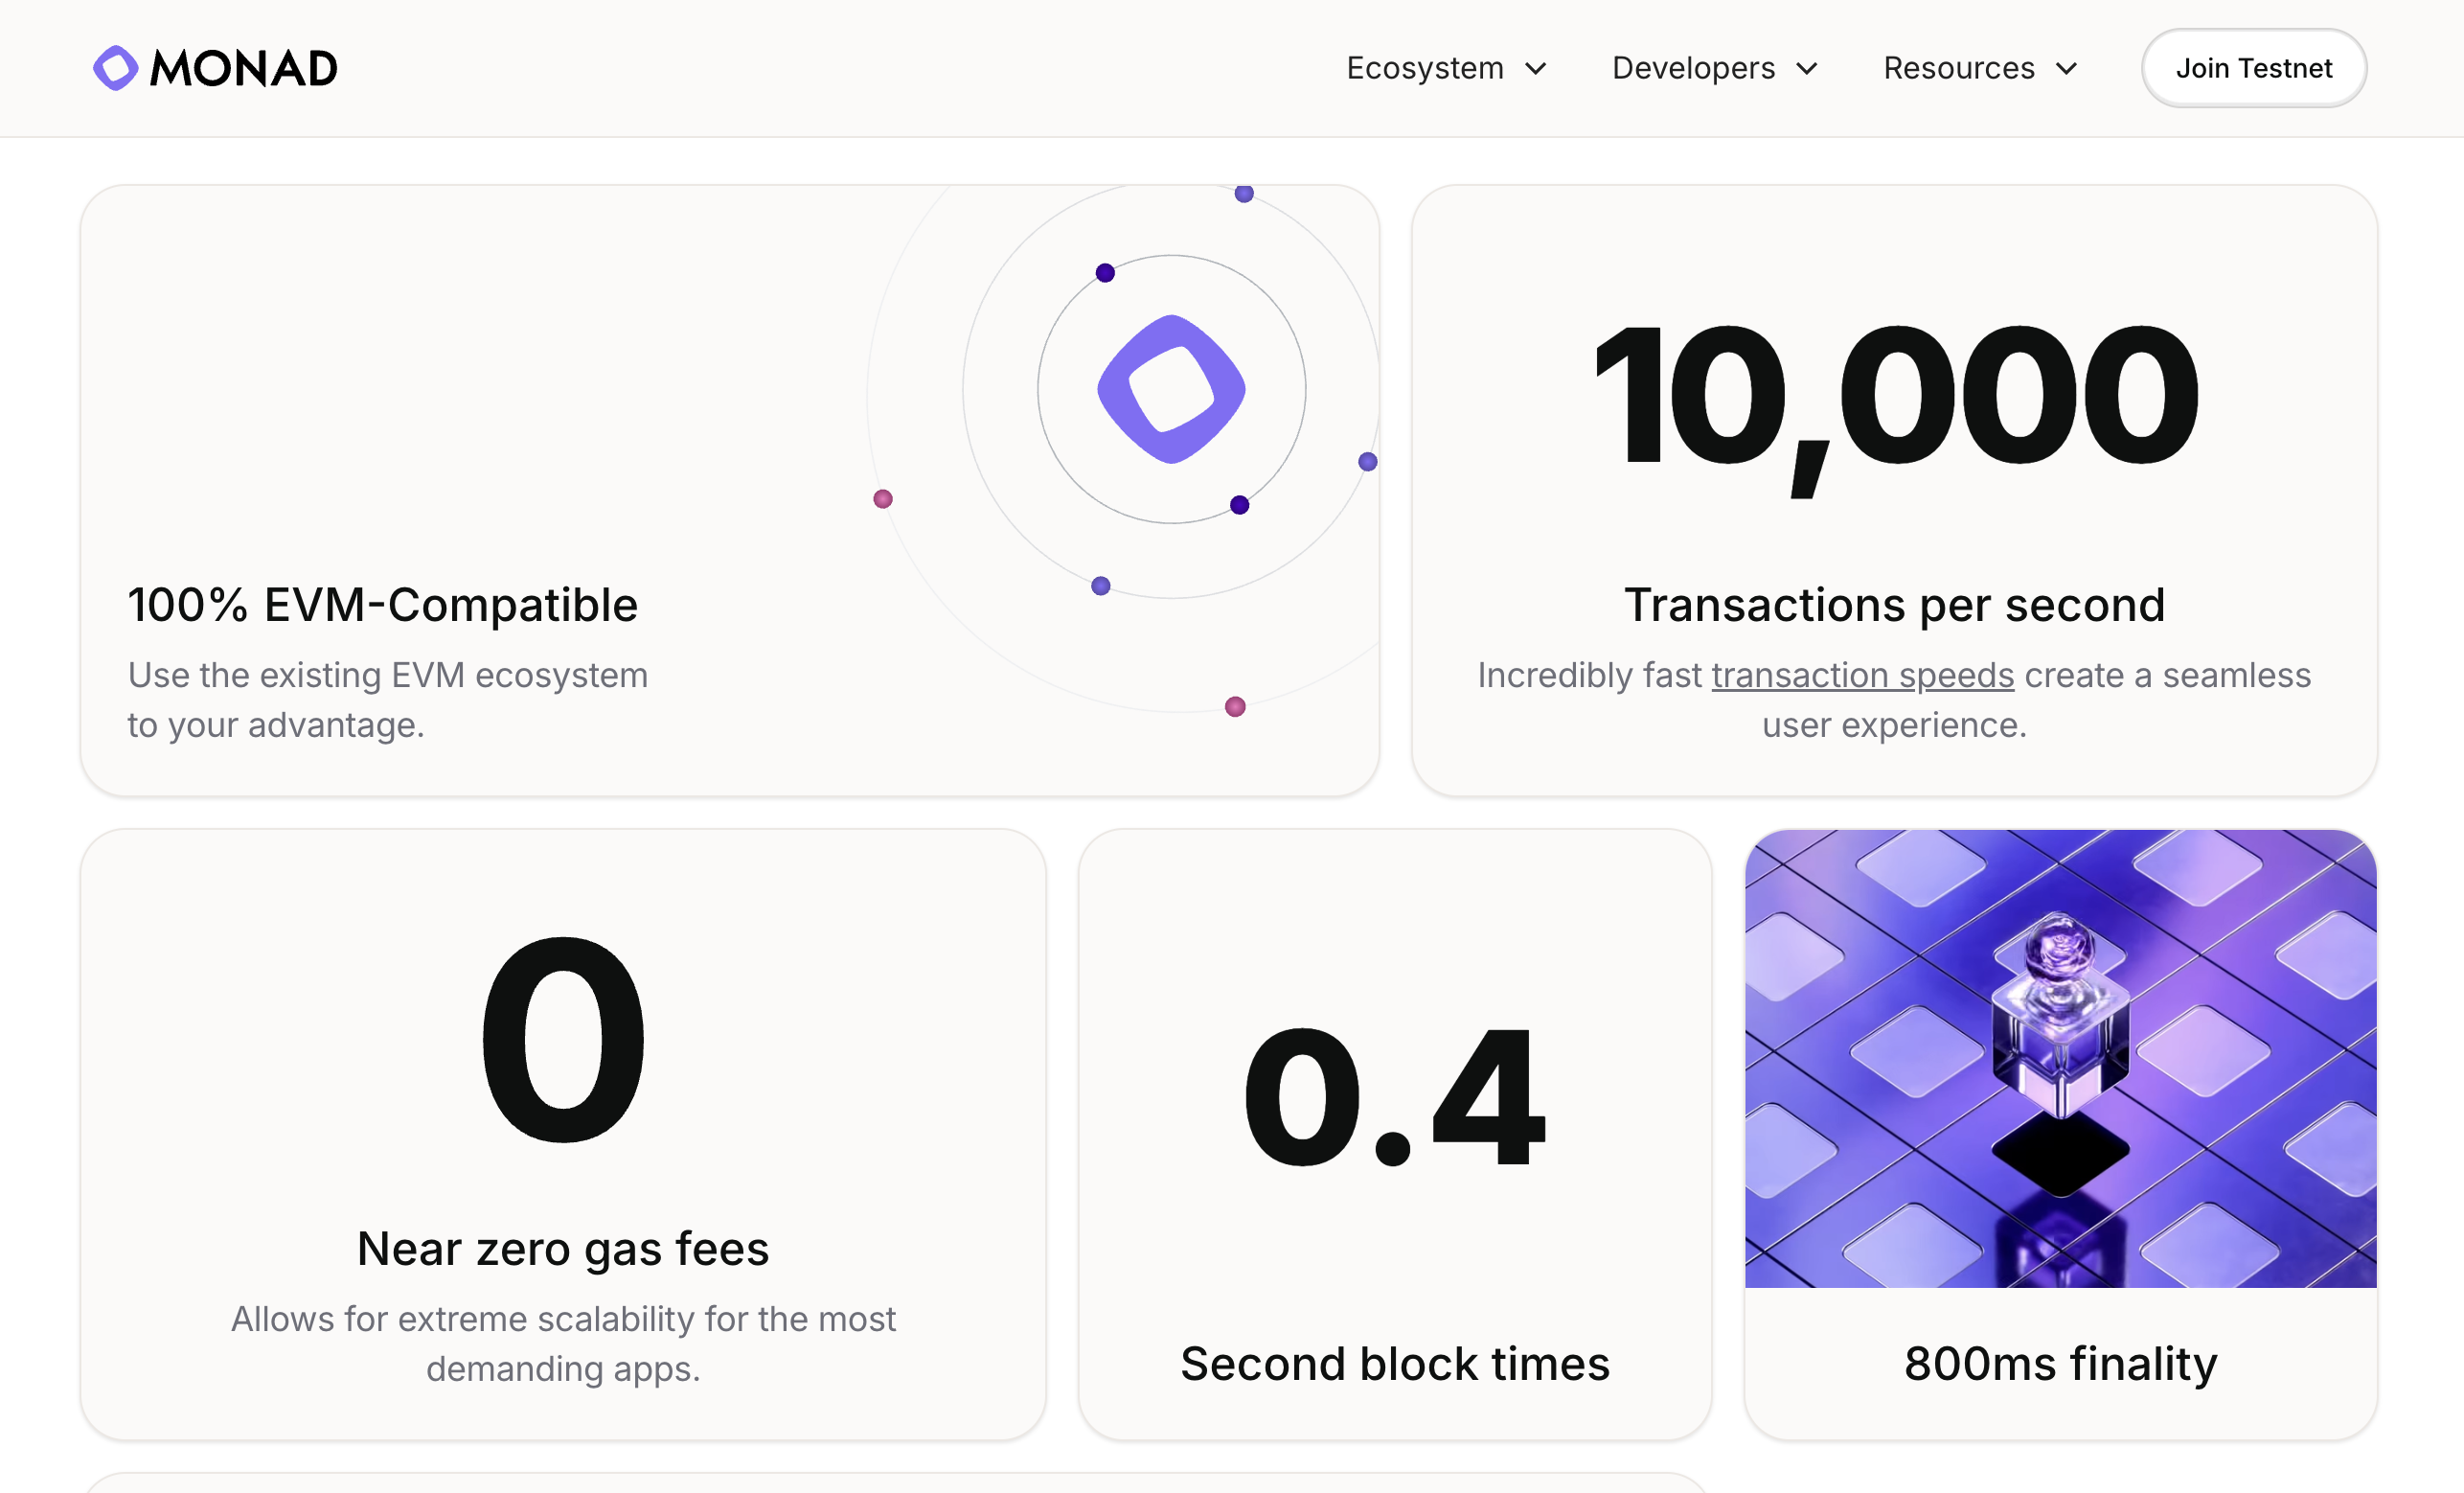 MONAD
Ecosystem
Developers
Resources
Join Testnet
100% EVM-Compatible
Use the existing EVM ecosystem
to your advantage.
10,000
Transactions per second
Incredibly fast transaction speeds create a seamless
user experience.
0
Near zero gas fees
Allows for extreme scalability for the most
demanding apps.
0.4
Second block times
800ms finality